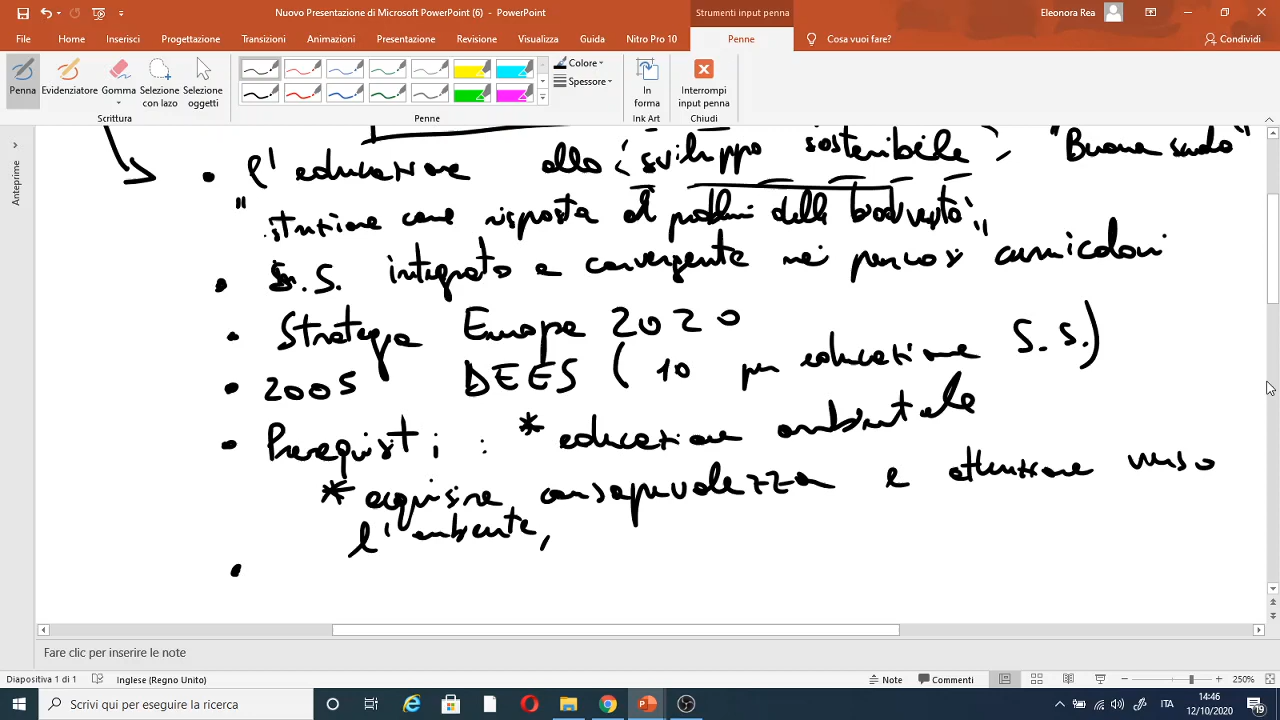 Nuovo Presentazione di Microsoft PowerPoint (6) - PowerPoint
Strumenti input penna
Eleonora Rea
File Home Inserisci Progettazione Transizioni Animazioni Presentazione Revisione Visualizza Guida Nitro Pro 10 Penne Cosa vuoi fare? Condividi
Penna Evidenziatore Gomma Selezione con lazo Selezione oggetti
Colore
Spessore
In forma
Interrompi input penna
Scrittura Penne Ink Art Chiudi
Anteprime
• l'educazione allo sviluppo sostenibile, "Buona scuola"
" istruzione come risposta ai problemi della biodiversità"
• S.S. integrato e convergente nei percorsi curricolari
• Strategia Europa 2020
• 2005 DEES ( 10 per educazione S.S.)
• Prerequisiti : * educazione ambientale
* acquisire consapevolezza e attenzione verso
l'ambiente,
•
Fare clic per inserire le note
Diapositiva 1 di 1 Inglese (Regno Unito) Note Commenti 250%
Scrivi qui per eseguire la ricerca
ITA
14:46
12/10/2020
19